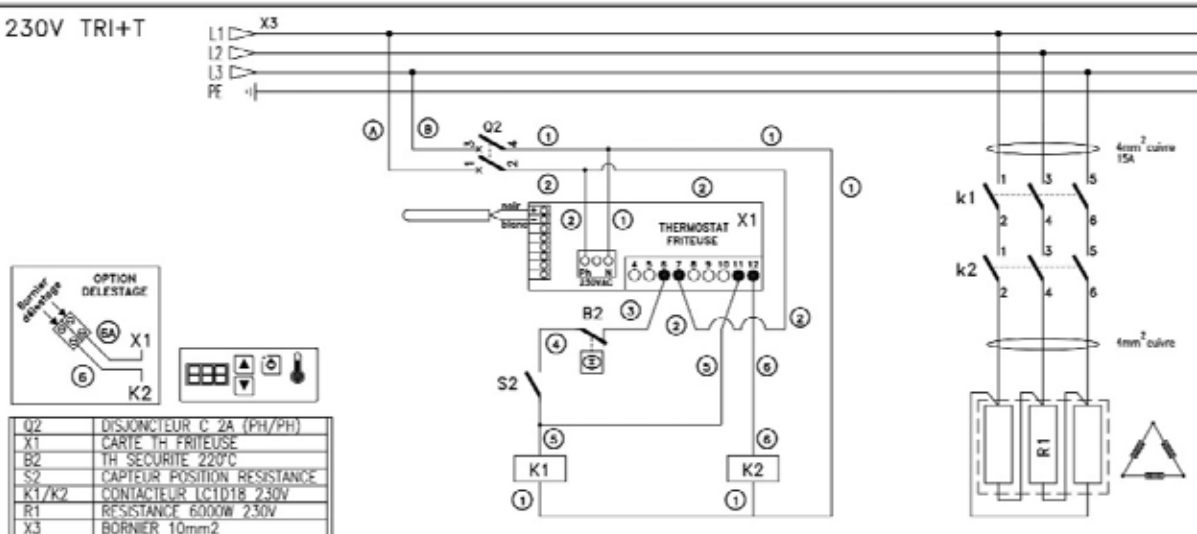 230V TRI+T
L1 X3
L2
L3
PE
A B Q2 1 1
3 4
1 2
2 2 1
4mm² cuivre
15A
1 3 5
k1
2 4 6
1 3 5
k2
2 4 6
4mm² cuivre
R1
noir
blanc
+
-
2 1
THERMOSTAT X1
FRITEUSE
Ph N
230VAC
4 5 6 7 8 9 10 11 12
3 2 2
B2
4
5 6
S2
5 6
K1 K2
1 1
OPTION
DELESTAGE
Bornier
délestage
6A X1
6 K2
Q2 DISJONCTEUR C 2A (PH/PH)
X1 CARTE TH FRITEUSE
B2 TH SECURITE 220°C
S2 CAPTEUR POSITION RESISTANCE
K1/K2 CONTACTEUR LC1D18 230V
R1 RESISTANCE 6000W 230V
X3 BORNIER 10mm2